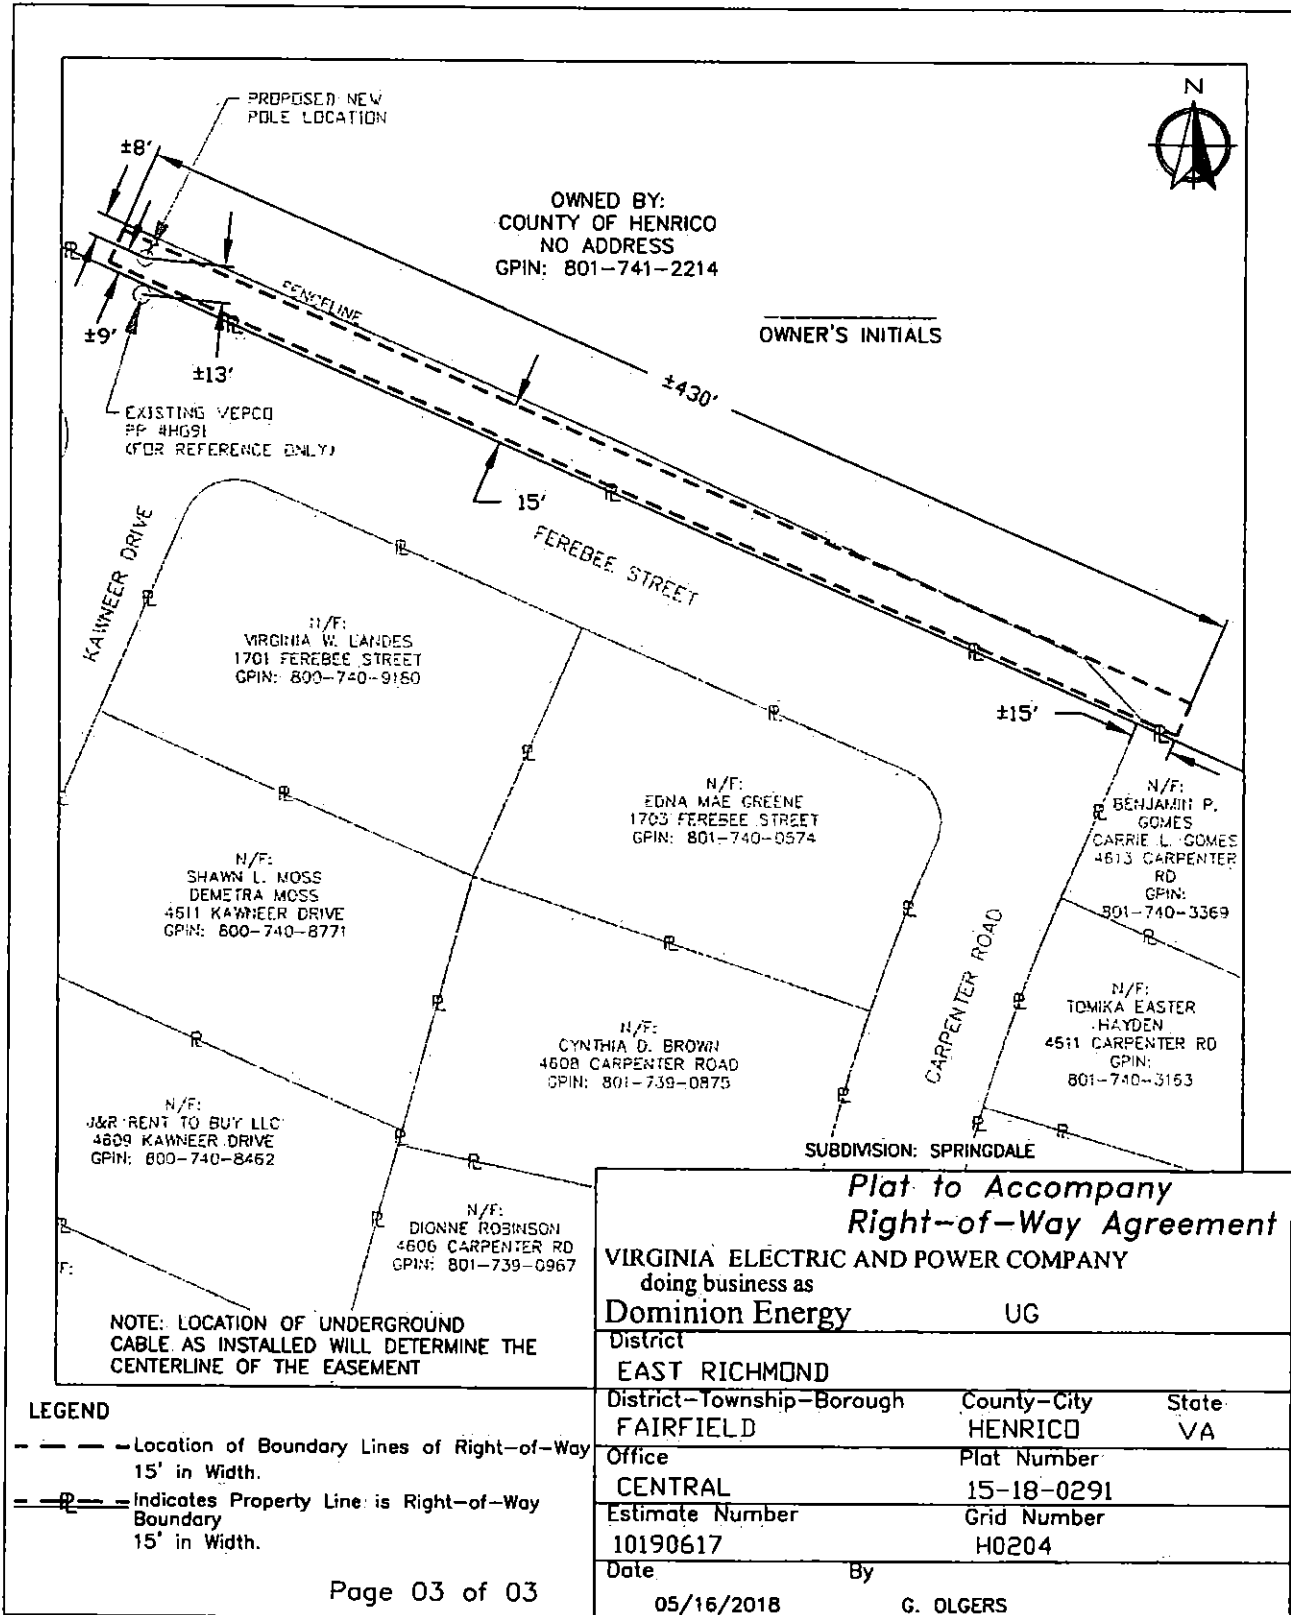 PROPOSED NEW
POLE LOCATION
N
±8'
OWNED BY:
COUNTY OF HENRICO
NO ADDRESS
GPIN: 801-741-2214
OWNER'S INITIALS
FENCELINE
±9'
±13'
±430'
EXISTING VEPCO
PP #HG91
(FOR REFERENCE ONLY)
15'
FEREBEE STREET
KAWNEER DRIVE
N/F:
VIRGINIA W. LANDES
1701 FEREBEE STREET
GPIN: 800-740-9180
±15'
N/F:
EDNA MAE GREENE
1703 FEREBEE STREET
GPIN: 801-740-0574
N/F:
BENJAMIN P.
GOMES
CARRIE L. GOMES
4613 CARPENTER
RD
GPIN:
801-740-3369
N/F:
SHAWN L. MOSS
DEMETRA MOSS
4611 KAWNEER DRIVE
GPIN: 800-740-8771
CARPENTER ROAD
N/F:
TOMIKA EASTER
HAYDEN
4611 CARPENTER RD
GPIN:
801-740-3163
N/F:
CYNTHIA D. BROWN
4608 CARPENTER ROAD
GPIN: 801-739-0875
N/F:
J&R RENT TO BUY LLC
4609 KAWNEER DRIVE
GPIN: 800-740-8462
SUBDIVISION: SPRINGDALE
N/F:
DIONNE ROBINSON
4606 CARPENTER RD
GPIN: 801-739-0967
F:
NOTE: LOCATION OF UNDERGROUND
CABLE AS INSTALLED WILL DETERMINE THE
CENTERLINE OF THE EASEMENT
Plat to Accompany
Right-of-Way Agreement
VIRGINIA ELECTRIC AND POWER COMPANY
doing business as
Dominion Energy UG
District
EAST RICHMOND
District-Township-Borough County-City State
FAIRFIELD HENRICO VA
Office Plat Number
CENTRAL 15-18-0291
Estimate Number Grid Number
10190617 H0204
Date By
05/16/2018 G. OLGERS
LEGEND
Location of Boundary Lines of Right-of-Way
15' in Width.
PL Indicates Property Line is Right-of-Way
Boundary
15' in Width.
Page 03 of 03